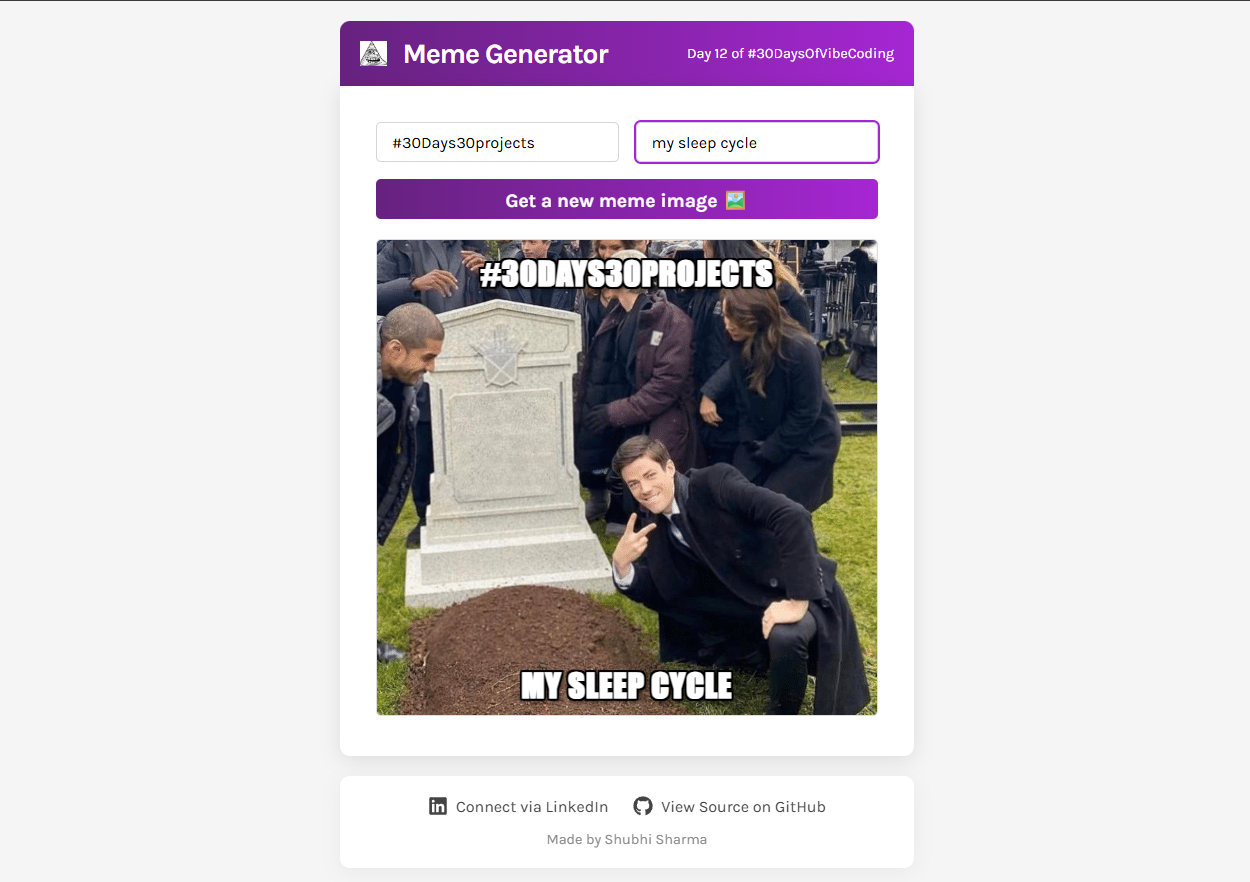 Meme Generator
Day 12 of #30DaysOfVibeCoding
#30Days30projects
my sleep cycle
Get a new meme image
#30DAYS30PROJECTS
MY SLEEP CYCLE
Connect via LinkedIn
View Source on GitHub
Made by Shubhi Sharma